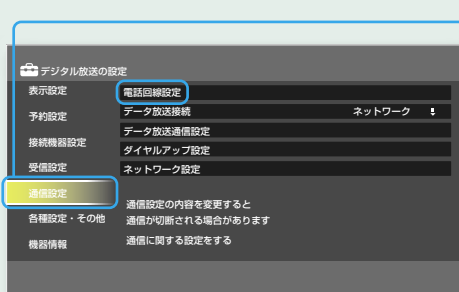 デジタル放送の設定
表示設定
予約設定
接続機器設定
受信設定
通信設定
各種設定・その他
機器情報
電話回線設定
データ放送接続 ネットワーク
データ放送通信設定
ダイヤルアップ設定
ネットワーク設定
通信設定の内容を変更すると
通信が切断される場合があります
通信に関する設定をする